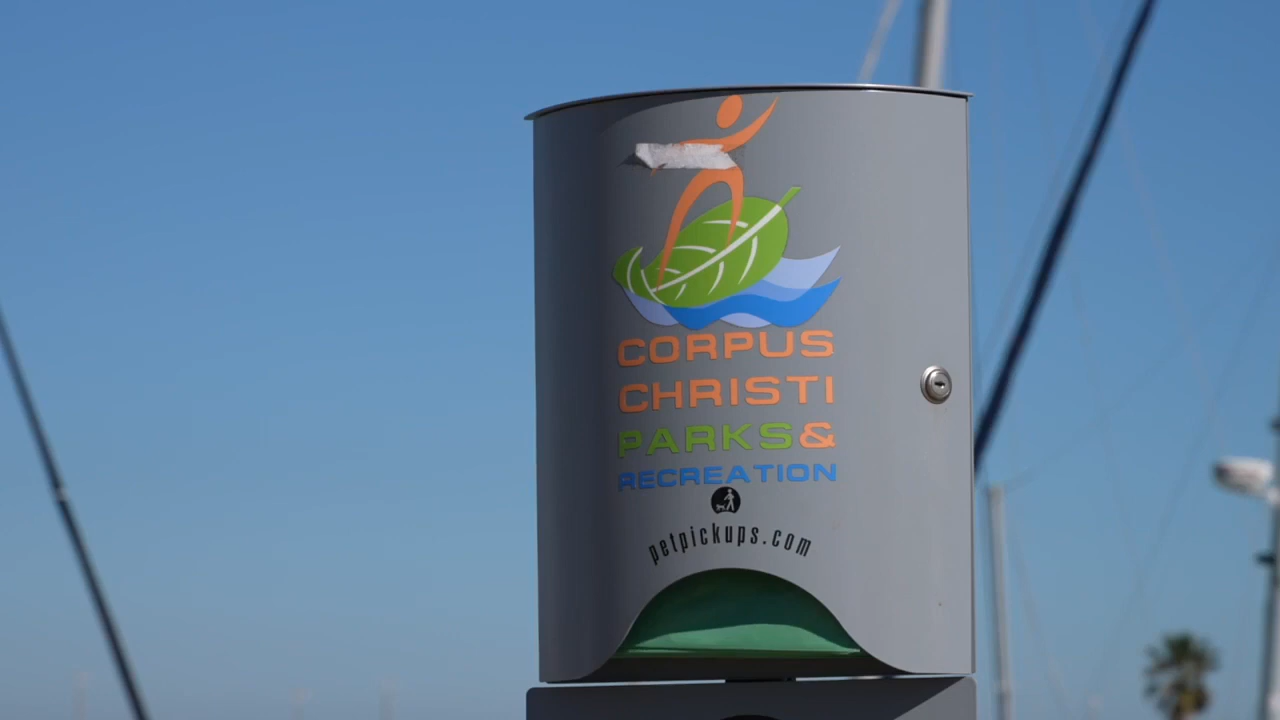 CORPUS
CHRISTI
PARKS&
RECREATION
petpickups.com